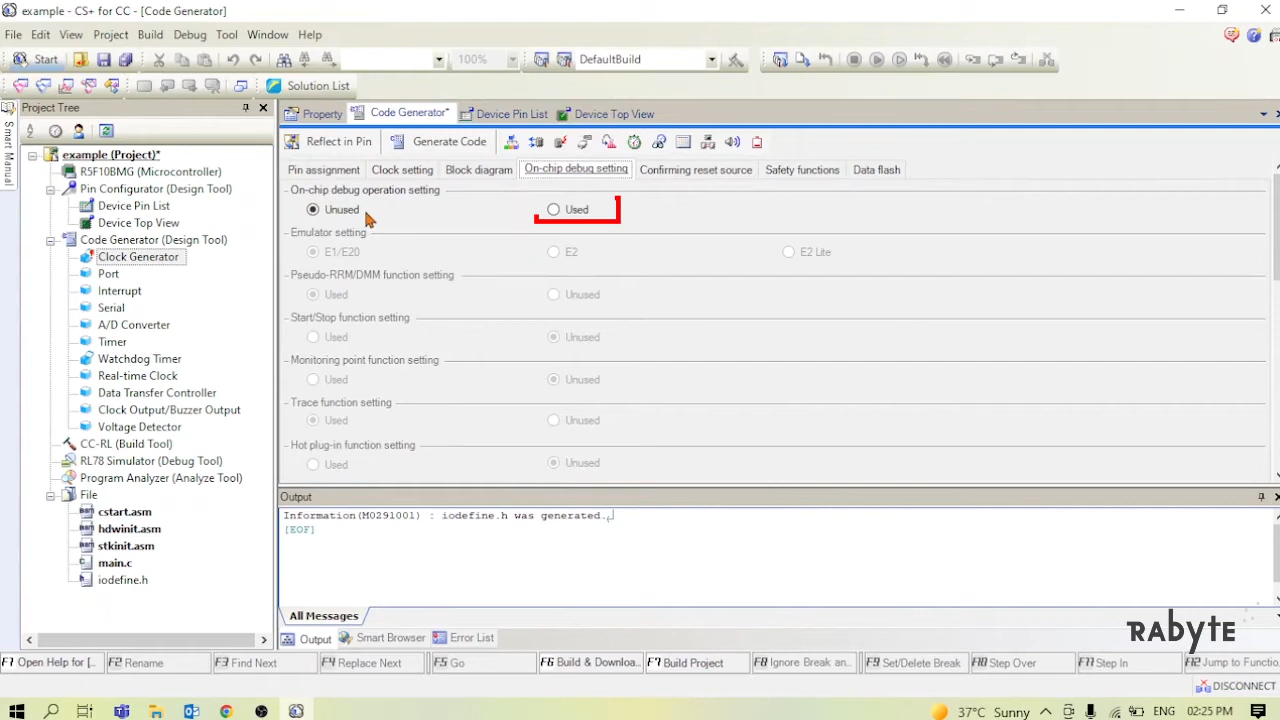 example - CS+ for CC - [Code Generator]
File Edit View Project Build Debug Tool Window Help
Start 100% DefaultBuild
Solution List
Smart Manual
Project Tree
example (Project)*
R5F10BMG (Microcontroller)
Pin Configurator (Design Tool)
Device Pin List
Device Top View
Code Generator (Design Tool)
Clock Generator
Port
Interrupt
Serial
A/D Converter
Timer
Watchdog Timer
Real-time Clock
Data Transfer Controller
Clock Output/Buzzer Output
Voltage Detector
CC-RL (Build Tool)
RL78 Simulator (Debug Tool)
Program Analyzer (Analyze Tool)
File
cstart.asm
hdwinit.asm
stkinit.asm
main.c
iodefine.h
Property Code Generator* Device Pin List Device Top View
Reflect in Pin Generate Code
Pin assignment Clock setting Block diagram On-chip debug setting Confirming reset source Safety functions Data flash
On-chip debug operation setting
Unused Used
Emulator setting
E1/E20 E2 E2 Lite
Pseudo-RRM/DMM function setting
Used Unused
Start/Stop function setting
Used Unused
Monitoring point function setting
Used Unused
Trace function setting
Used Unused
Hot plug-in function setting
Used Unused
Output
Information(M0291001) : iodefine.h was generated.
[EOF]
All Messages
Output Smart Browser Error List
RAbyte
F1 Open Help for [... F2 Rename F3 Find Next F4 Replace Next F5 Go F6 Build & Downloa... F7 Build Project F8 Ignore Break an... F9 Set/Delete Break F10 Step Over F11 Step In F12 Jump to Functio...
DISCONNECT
37°C Sunny ENG 02:25 PM